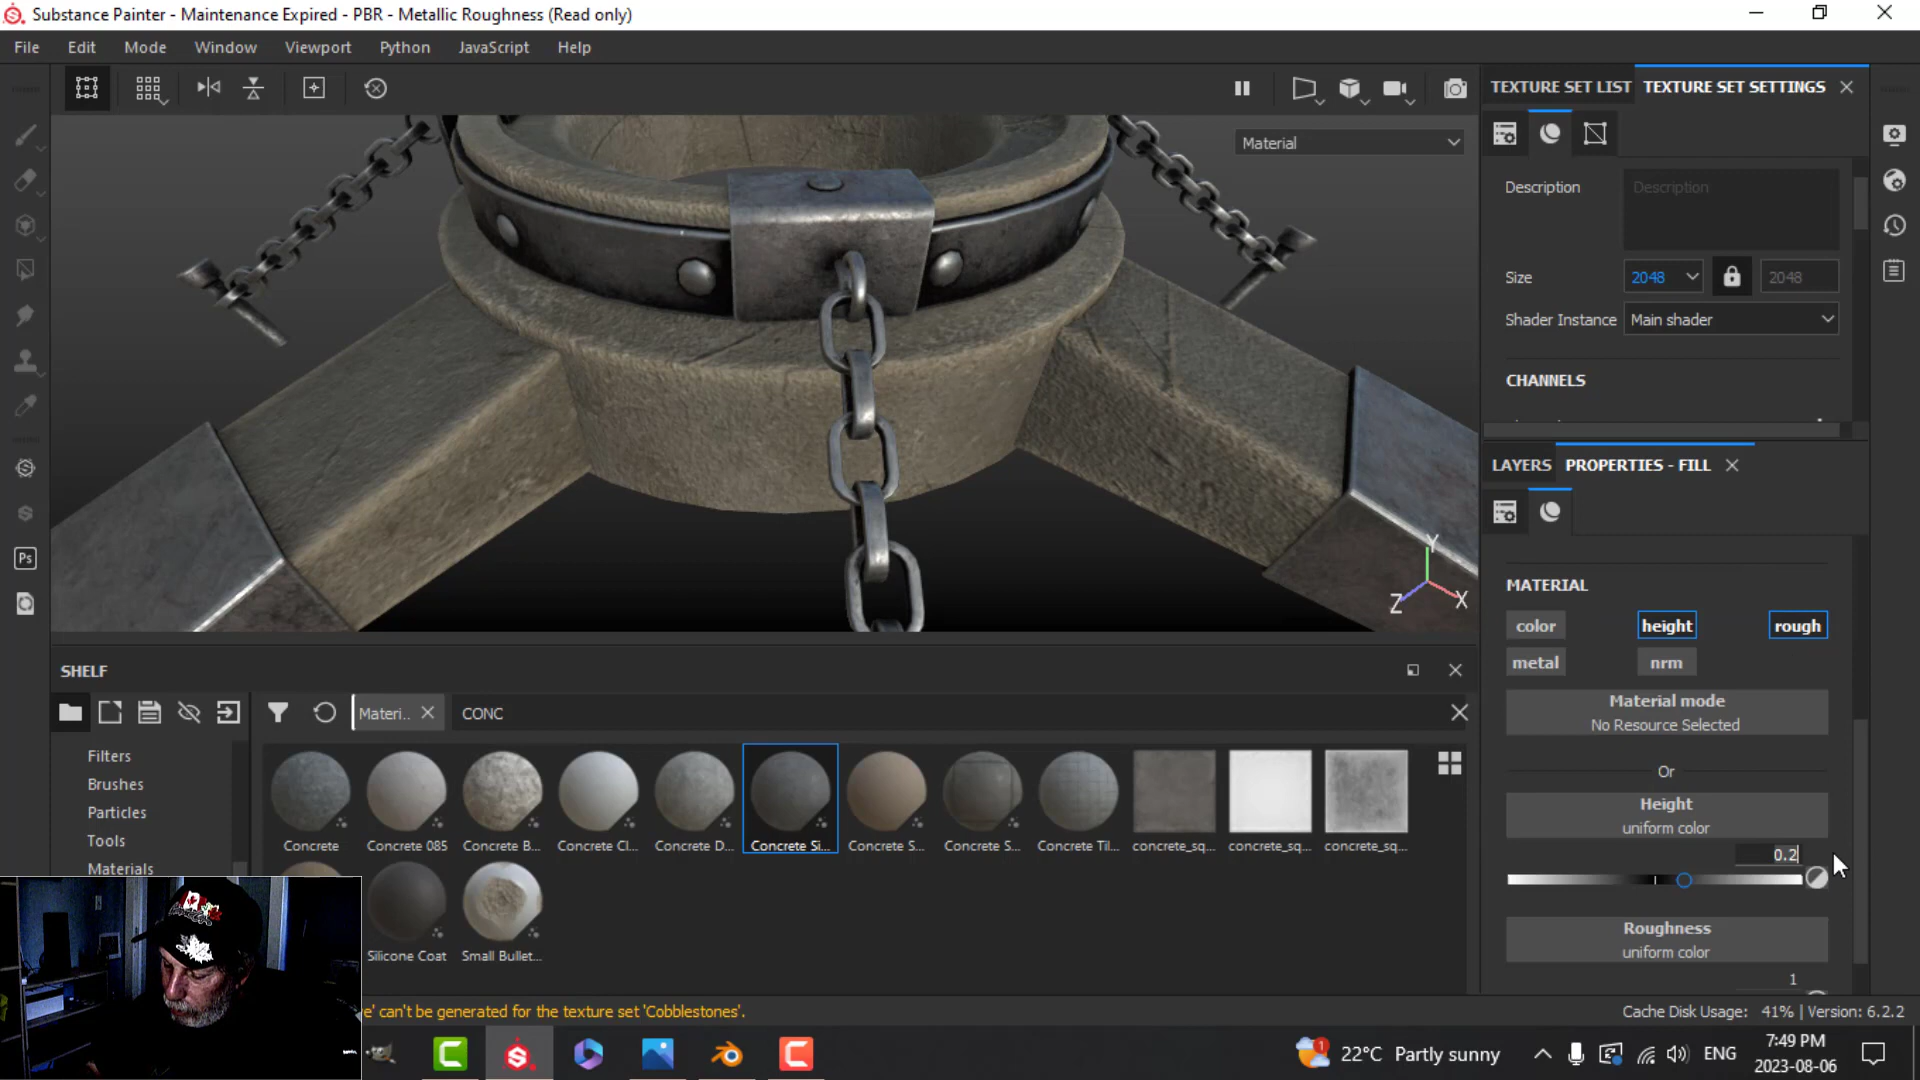 Substance Painter - Maintenance Expired - PBR - Metallic Roughness (Read only)
File Edit Mode Window Viewport Python JavaScript Help
TEXTURE SET LIST TEXTURE SET SETTINGS
Material
Description Description
Size 2048 2048
Shader Instance Main shader
CHANNELS
LAYERS PROPERTIES - FILL
Y
Z X
MATERIAL
color height rough
metal nrm
Material mode
No Resource Selected
Or
Height
uniform color
0.2
Roughness
uniform color
1
SHELF
Materi.. CONC
Filters
Brushes
Particles
Tools
Materials
Concrete Concrete 085 Concrete B... Concrete Cl... Concrete D... Concrete Si... Concrete S... Concrete S... Concrete Til... concrete_sq... concrete_sq... concrete_sq...
Silicone Coat Small Bullet...
Ps
e' can't be generated for the texture set 'Cobblestones'.
Cache Disk Usage: 41% | Version: 6.2.2
1 22°C Partly sunny ENG 7:49 PM
2023-08-06